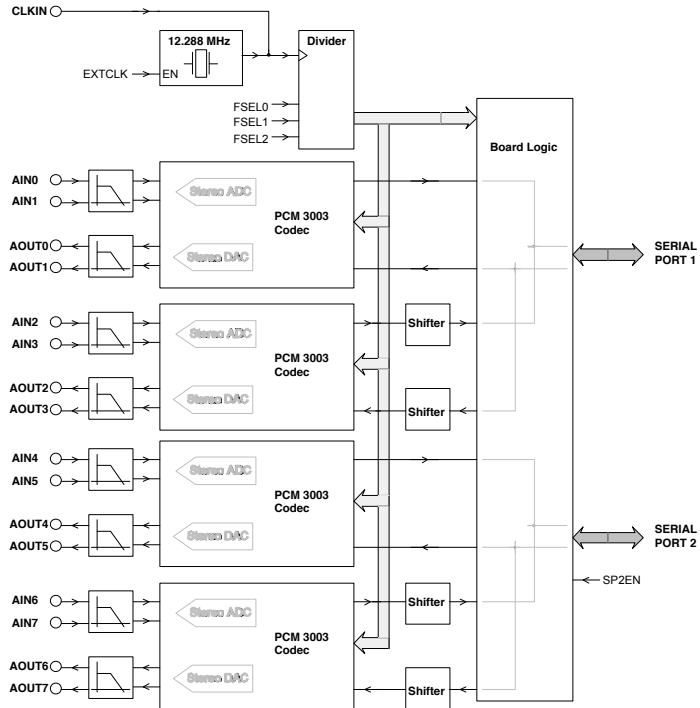 CLKIN
12.288 MHz
Divider
EXTCLK
EN
FSEL0
FSEL1
FSEL2
Board Logic
AIN0
AIN1
Stereo ADC
PCM 3003
Codec
AOUT0
AOUT1
Stereo DAC
SERIAL
PORT 1
AIN2
AIN3
Stereo ADC
Shifter
PCM 3003
Codec
AOUT2
AOUT3
Stereo DAC
Shifter
AIN4
AIN5
Stereo ADC
PCM 3003
Codec
AOUT4
AOUT5
Stereo DAC
SERIAL
PORT 2
SP2EN
AIN6
AIN7
Stereo ADC
Shifter
PCM 3003
Codec
AOUT6
AOUT7
Stereo DAC
Shifter